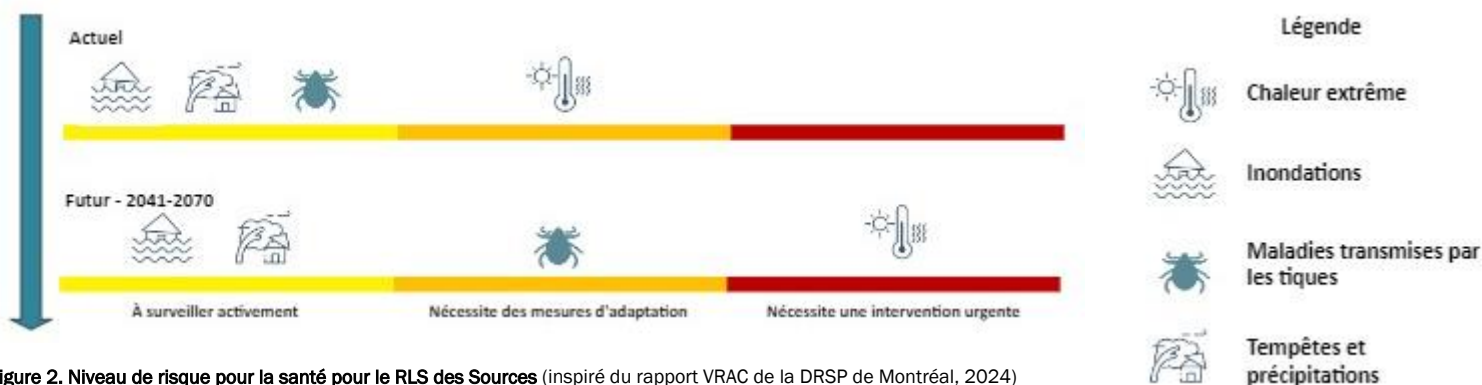 Actuel
Futur - 2041-2070
À surveiller activement
Nécessite des mesures d'adaptation
Nécessite une intervention urgente
Légende
Chaleur extrême
Inondations
Maladies transmises par
les tiques
Tempêtes et
précipitations
igure 2. Niveau de risque pour la santé pour le RLS des Sources (inspiré du rapport VRAC de la DRSP de Montréal, 2024)